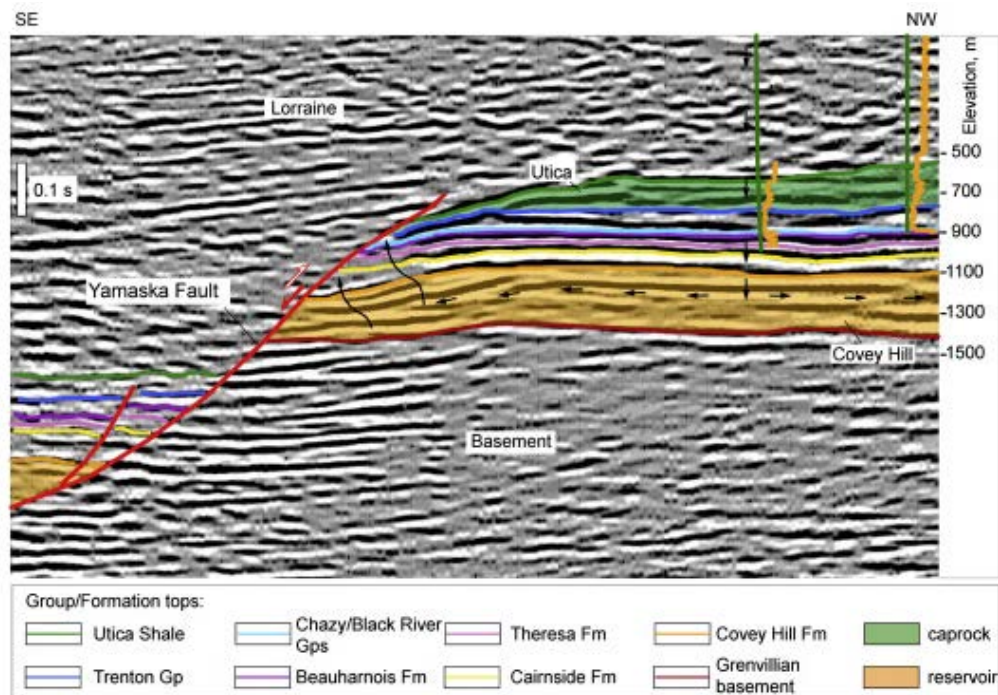 SE
NW
Elevation, m
Lorraine
500
Utica
0.1 s
700
900
Yamaska Fault
1100
1300
Covey Hill
1500
Basement
Group/Formation tops:
Utica Shale
Chazy/Black River
Gps
Theresa Fm
Covey Hill Fm
caprock
Trenton Gp
Beauharnois Fm
Cairnside Fm
Grenvillian
basement
reservoir